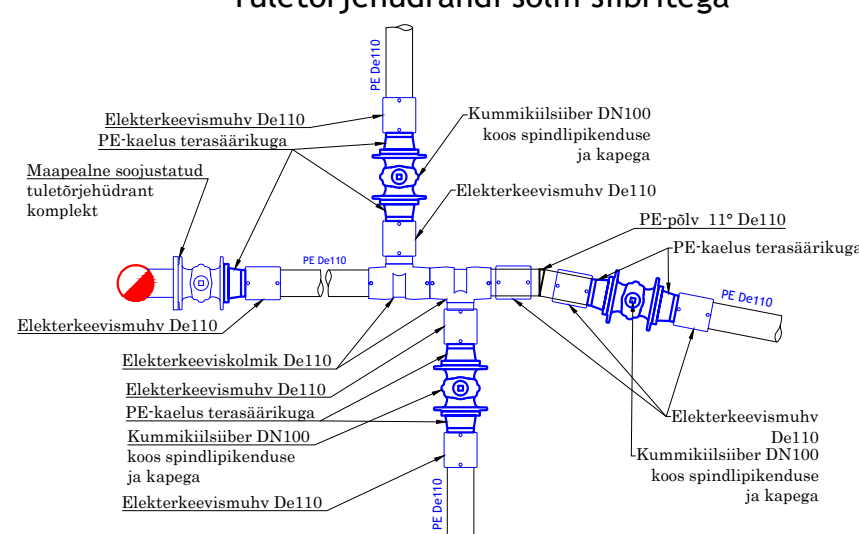 Tuletõrjehüdrandi sõlm siibritega
PE De110
Elekterkeevismuhv De110
PE-kaelus terasäärikuga
Kummikiilsiiber DN100
koos spindlipikenduse
ja kapega
Maapealne soojustatud
tuletõrjehüdrant
komplekt
Elekterkeevismuhv De110
PE-põlv 11° De110
PE-kaelus terasäärikuga
PE De110
PE De110
Elekterkeevismuhv De110
Elekterkeeviskolmik De110
Elekterkeevismuhv De110
PE-kaelus terasäärikuga
Kummikiilsiiber DN100
koos spindlipikenduse
ja kapega
Elekterkeevismuhv De110
Elekterkeevismuhv
De110
Kummikiilsiiber DN100
koos spindlipikenduse
ja kapega
PE De110